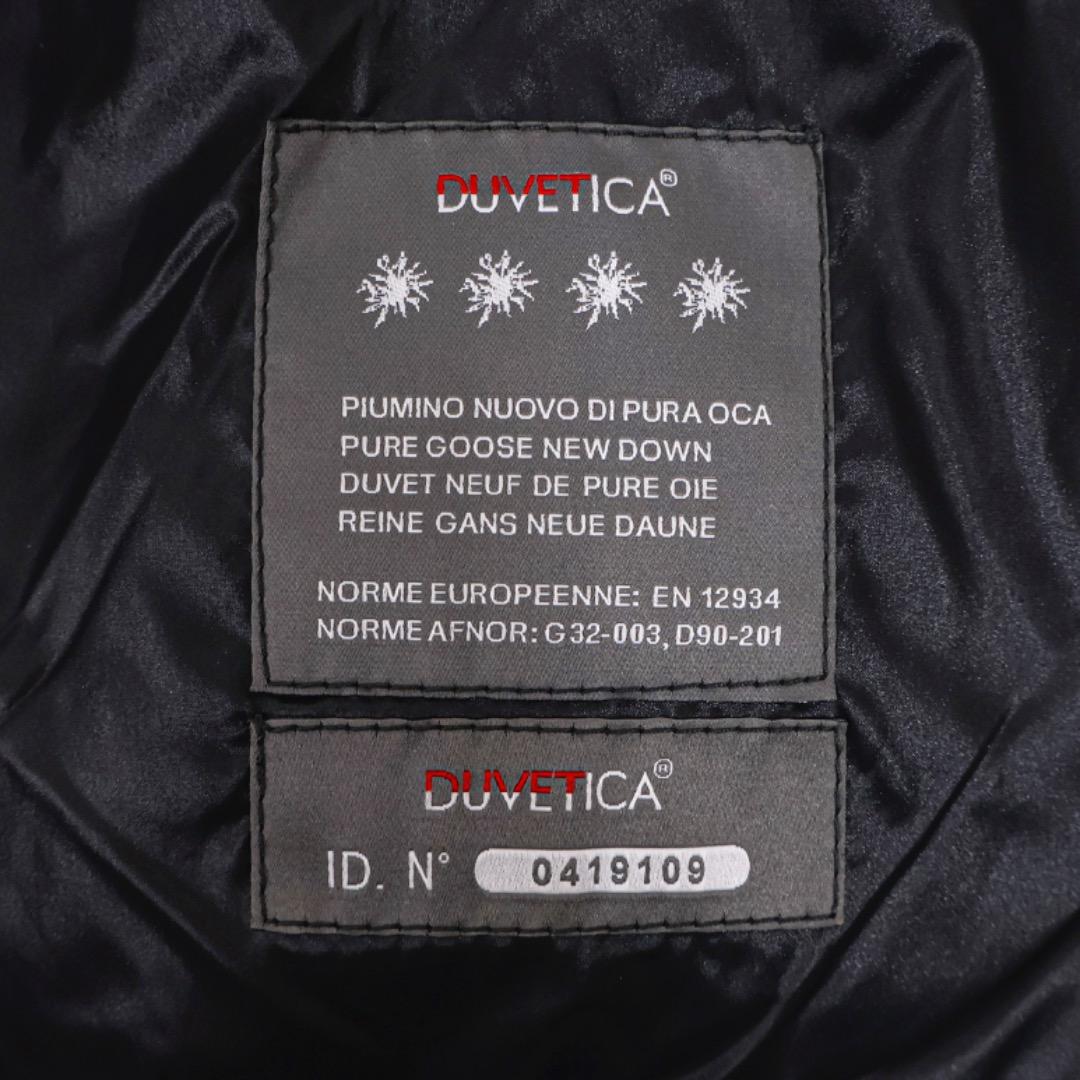 DUVETICA®
PIUMINO NUOVO DI PURA OCA
PURE GOOSE NEW DOWN
DUVET NEUF DE PURE OIE
REINE GANS NEUE DAUNE
NORME EUROPEENNE: EN 12934
NORME AFNOR: G32-003, D90-201
DUVETICA®
ID. N° 0419109